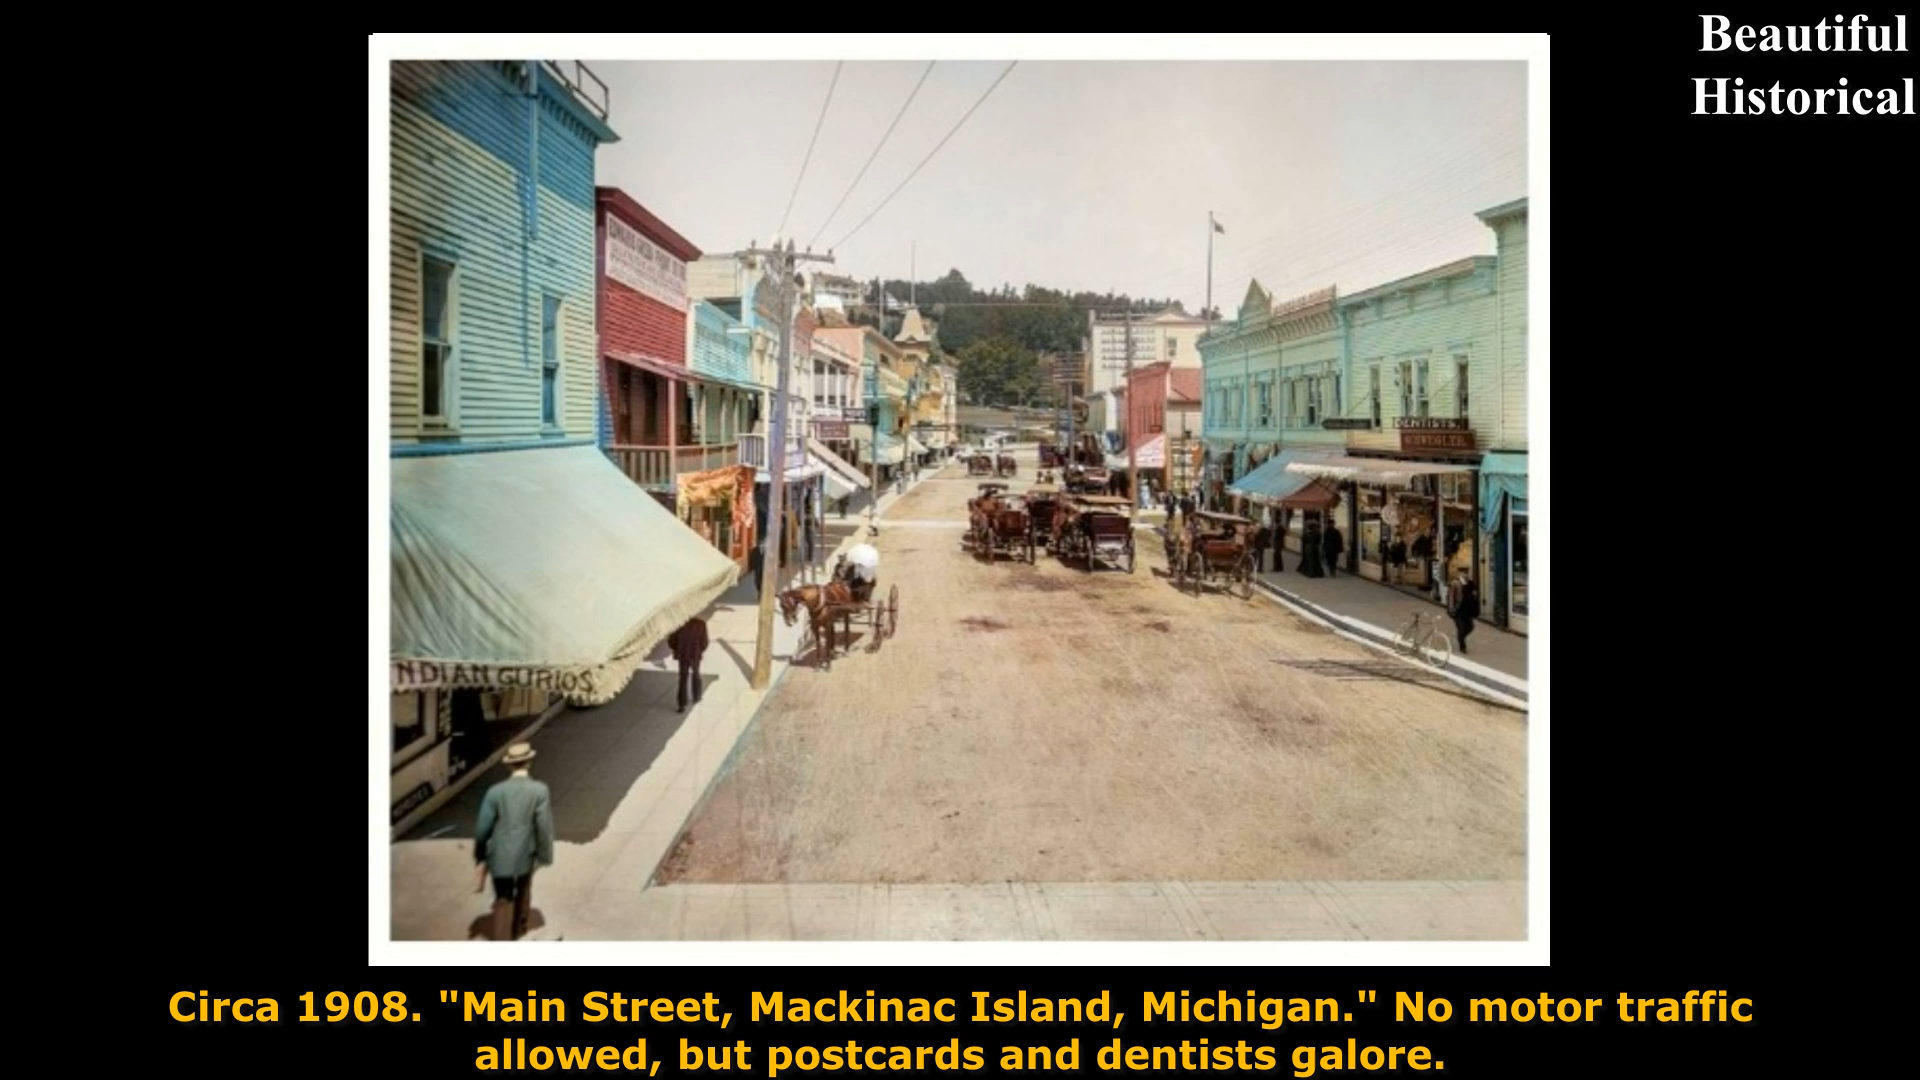 Beautiful
Historical
NDIAN CURIOS
DENTISTS.
Circa 1908. "Main Street, Mackinac Island, Michigan." No motor traffic
allowed, but postcards and dentists galore.